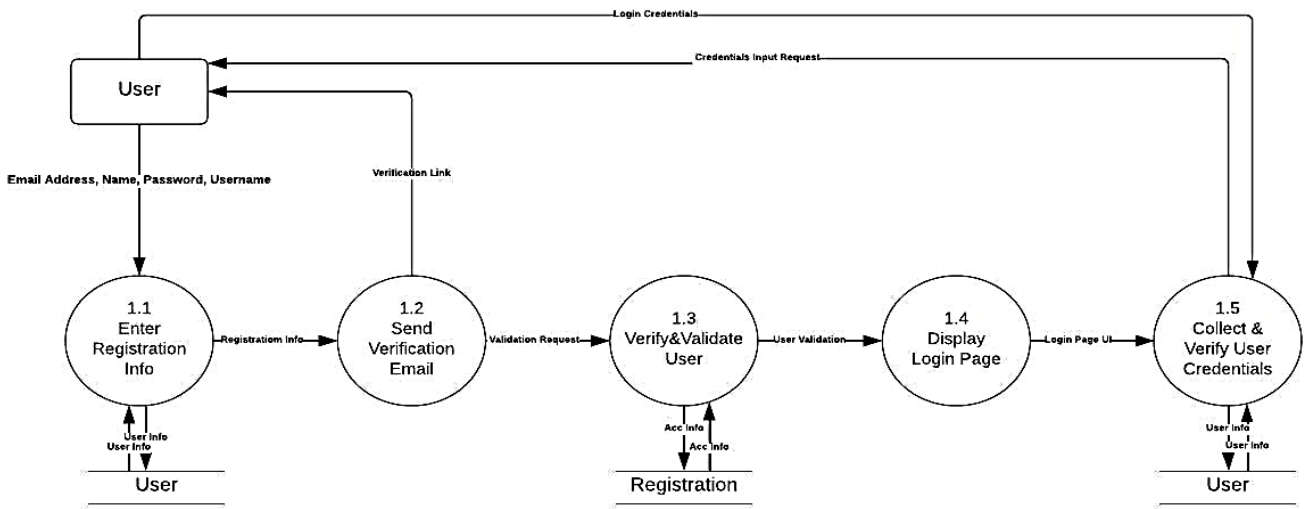 Login Credentials
Credentials Input Request
User
Verification Link
Email Address, Name, Password, Username
1.1
Enter
Registration
Info
Registratiom Info
1.2
Send
Verification
Email
Validation Request
1.3
Verify&Validate
User
User Validation
1.4
Display
Login Page
Login Page UI
1.5
Collect &
Verify User
Credentials
User Info
User Info
Acc Info
Acc Info
User Info
User Info
User
Registration
User